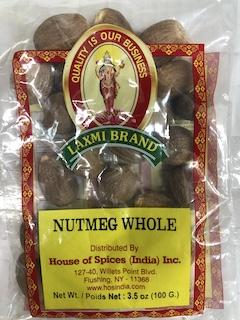 QUALITY IS OUR BUSINESS
LAXMI BRAND
NUTMEG WHOLE
Distributed By
House of Spices (India) Inc.
127-40, Willets Point Blvd.
Flushing, NY - 11368
www.hosindia.com
Net Wt. / Poids Net : 3.5 oz (100 G.)